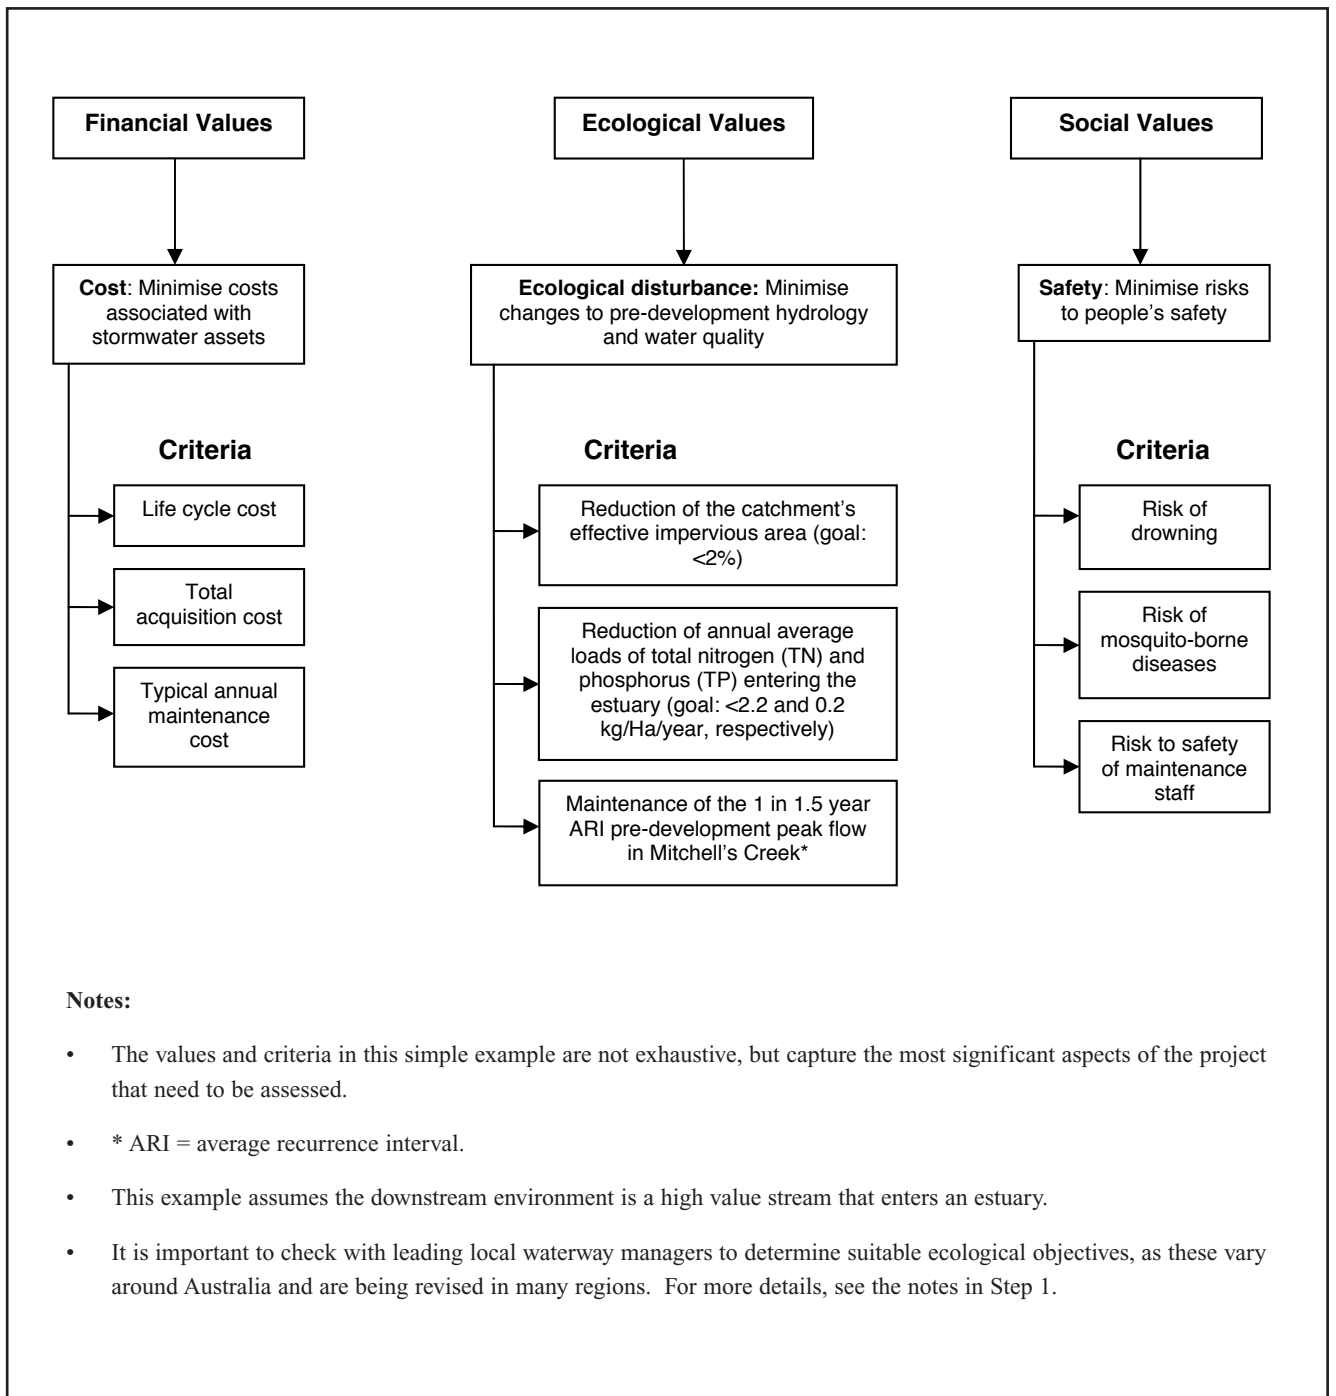 Financial Values
Ecological Values
Social Values
Cost: Minimise costs
associated with
stormwater assets
Ecological disturbance: Minimise
changes to pre-development hydrology
and water quality
Safety: Minimise risks
to people's safety
Criteria
Life cycle cost
Total
acquisition cost
Typical annual
maintenance
cost
Criteria
Reduction of the catchment's
effective impervious area (goal:
<2%)
Reduction of annual average
loads of total nitrogen (TN) and
phosphorus (TP) entering the
estuary (goal: <2.2 and 0.2
kg/Ha/year, respectively)
Maintenance of the 1 in 1.5 year
ARI pre-development peak flow
in Mitchell's Creek*
Criteria
Risk of
drowning
Risk of
mosquito-borne
diseases
Risk to safety
of maintenance
staff
Notes:
• The values and criteria in this simple example are not exhaustive, but capture the most significant aspects of the project
that need to be assessed.
• * ARI = average recurrence interval.
• This example assumes the downstream environment is a high value stream that enters an estuary.
• It is important to check with leading local waterway managers to determine suitable ecological objectives, as these vary
around Australia and are being revised in many regions. For more details, see the notes in Step 1.